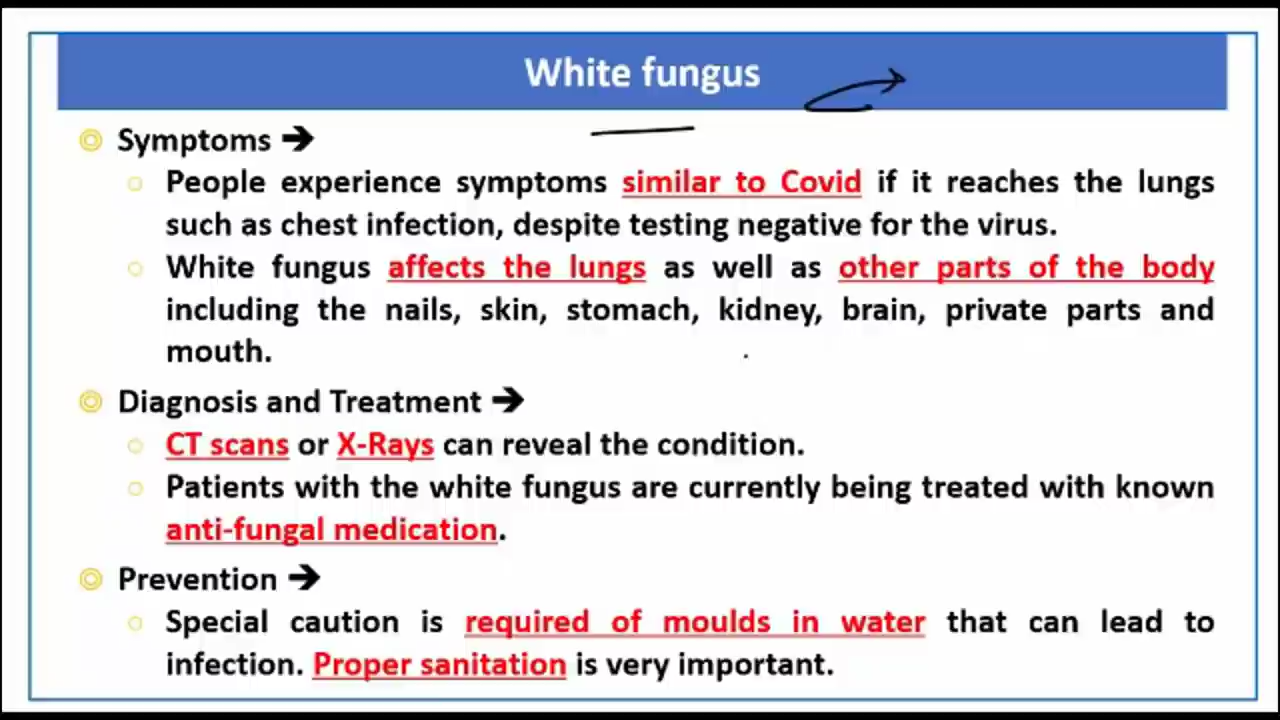 White fungus
Symptoms ➔
People experience symptoms similar to Covid if it reaches the lungs
such as chest infection, despite testing negative for the virus.
White fungus affects the lungs as well as other parts of the body
including the nails, skin, stomach, kidney, brain, private parts and
mouth.
Diagnosis and Treatment ➔
CT scans or X-Rays can reveal the condition.
Patients with the white fungus are currently being treated with known
anti-fungal medication.
Prevention ➔
Special caution is required of moulds in water that can lead to
infection. Proper sanitation is very important.